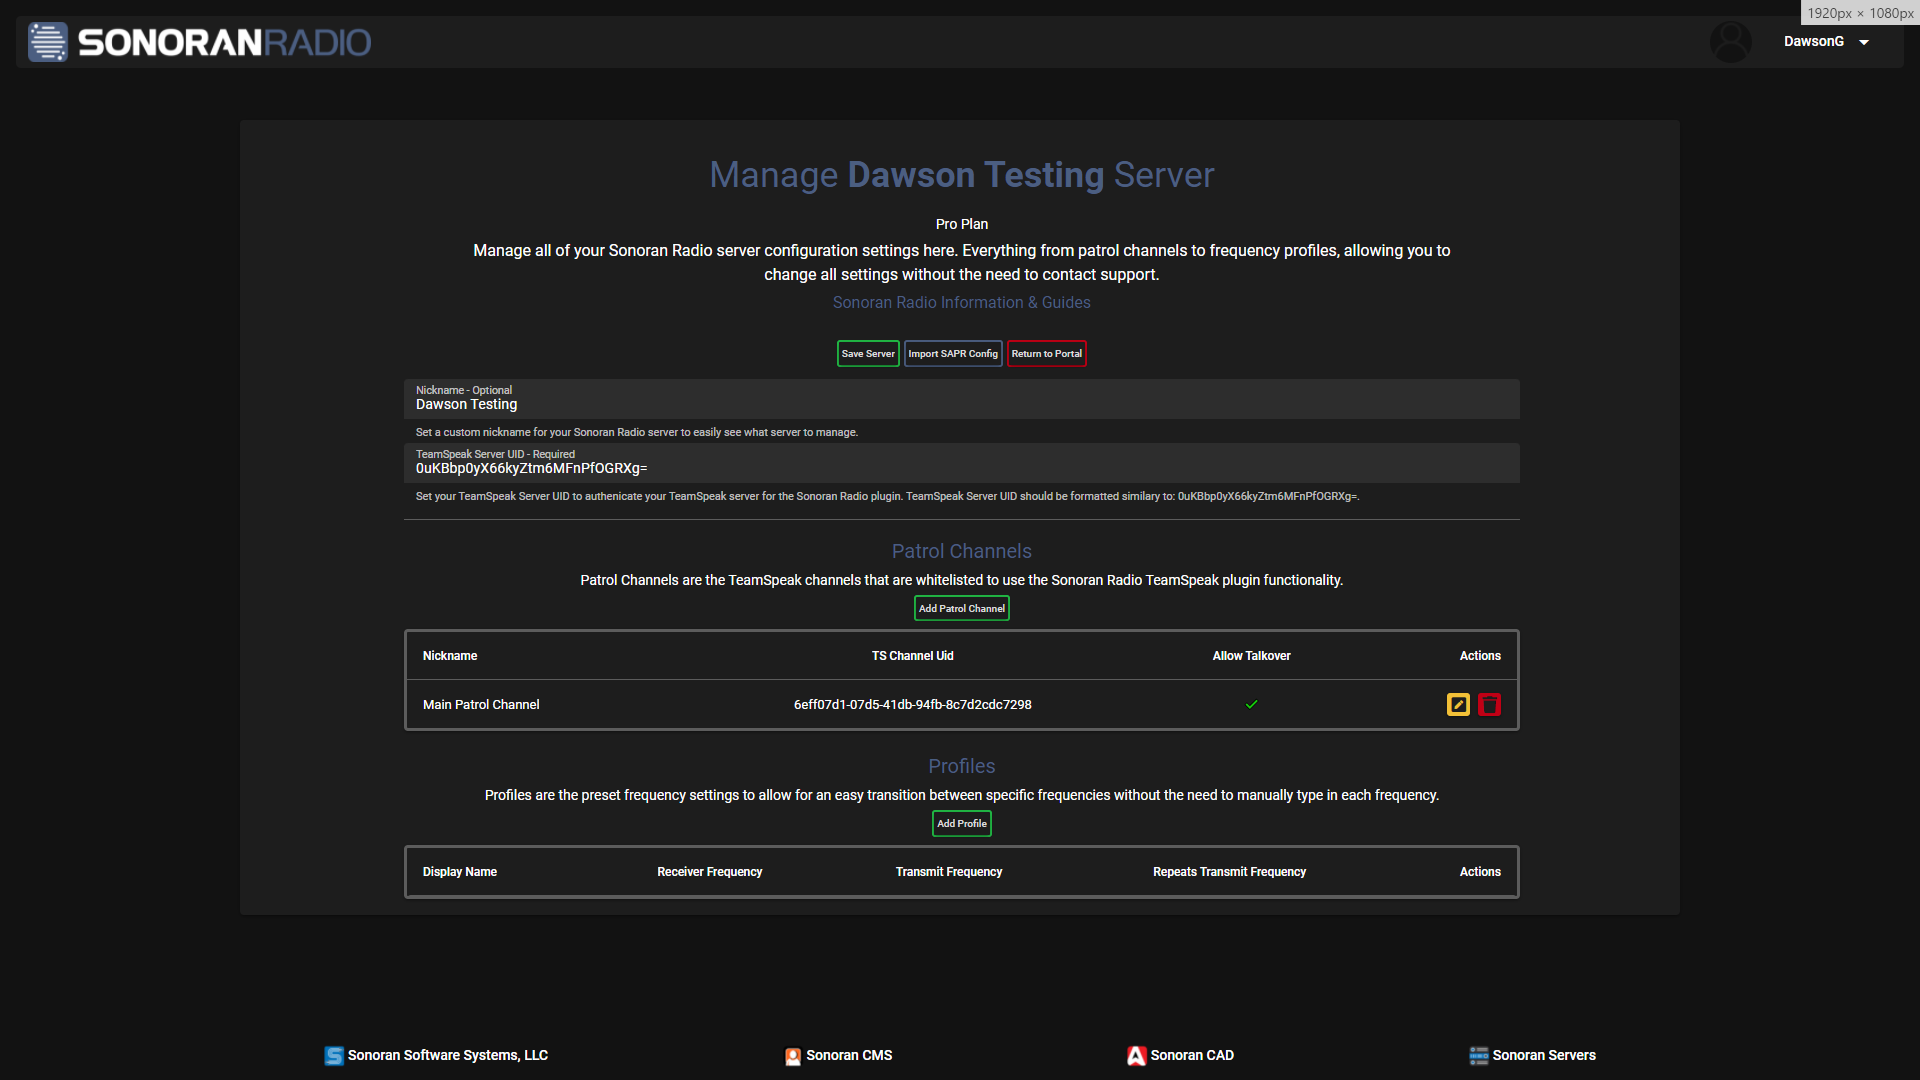 1920px × 1080px
SONORANRADIO
DawsonG
Manage Dawson Testing Server
Pro Plan
Manage all of your Sonoran Radio server configuration settings here. Everything from patrol channels to frequency profiles, allowing you to
change all settings without the need to contact support.
Sonoran Radio Information & Guides
Save Server
Import SAPR Config
Return to Portal
Nickname - Optional
Dawson Testing
Set a custom nickname for your Sonoran Radio server to easily see what server to manage.
TeamSpeak Server UID - Required
0uKBbp0yX66kyZtm6MFnPfOGRXg=
Set your TeamSpeak Server UID to authenicate your TeamSpeak server for the Sonoran Radio plugin. TeamSpeak Server UID should be formatted similary to: 0uKBbp0yX66kyZtm6MFnPfOGRXg=.
Patrol Channels
Patrol Channels are the TeamSpeak channels that are whitelisted to use the Sonoran Radio TeamSpeak plugin functionality.
Add Patrol Channel
Nickname TS Channel Uid Allow Talkover Actions
Main Patrol Channel 6eff07d1-07d5-41db-94fb-8c7d2cdc7298
Profiles
Profiles are the preset frequency settings to allow for an easy transition between specific frequencies without the need to manually type in each frequency.
Add Profile
Display Name Receiver Frequency Transmit Frequency Repeats Transmit Frequency Actions
Sonoran Software Systems, LLC
Sonoran CMS
Sonoran CAD
Sonoran Servers